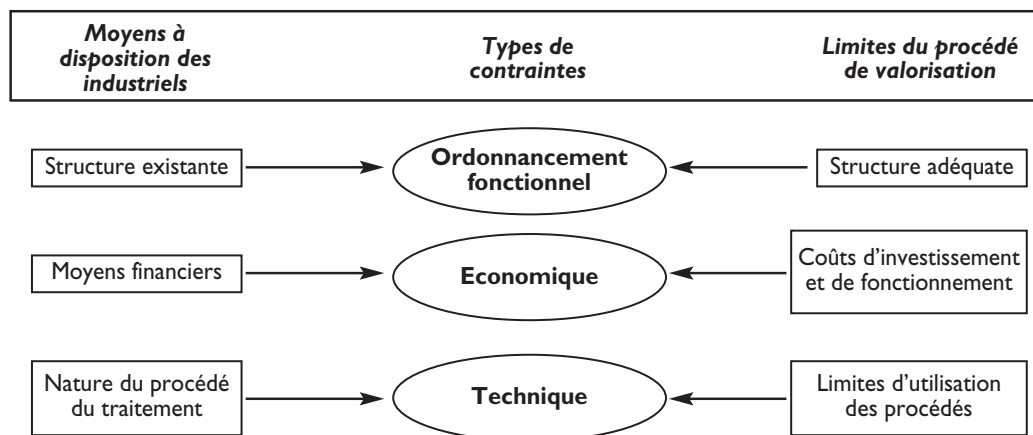 Moyens à
disposition des
industriels
Types de
contraintes
Limites du procédé
de valorisation
Structure existante
Ordonnancement
fonctionnel
Structure adéquate
Moyens financiers
Economique
Coûts d’investissement
et de fonctionnement
Nature du procédé
du traitement
Technique
Limites d’utilisation
des procédés